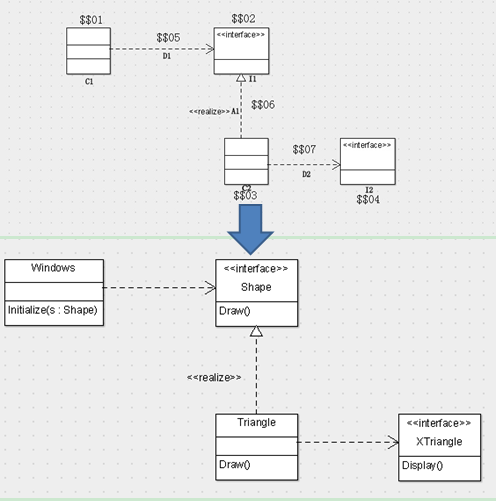 $$01
$$02
<<interface>>
$$05
D1
C1
I1
<<realize>> A1
$$06
$$07
<<interface>>
D2
C2
I2
$$03
$$04
Windows
<<interface>>
Shape
Initialize(s : Shape)
Draw()
<<realize>>
Triangle
<<interface>>
XTriangle
Draw()
Display()